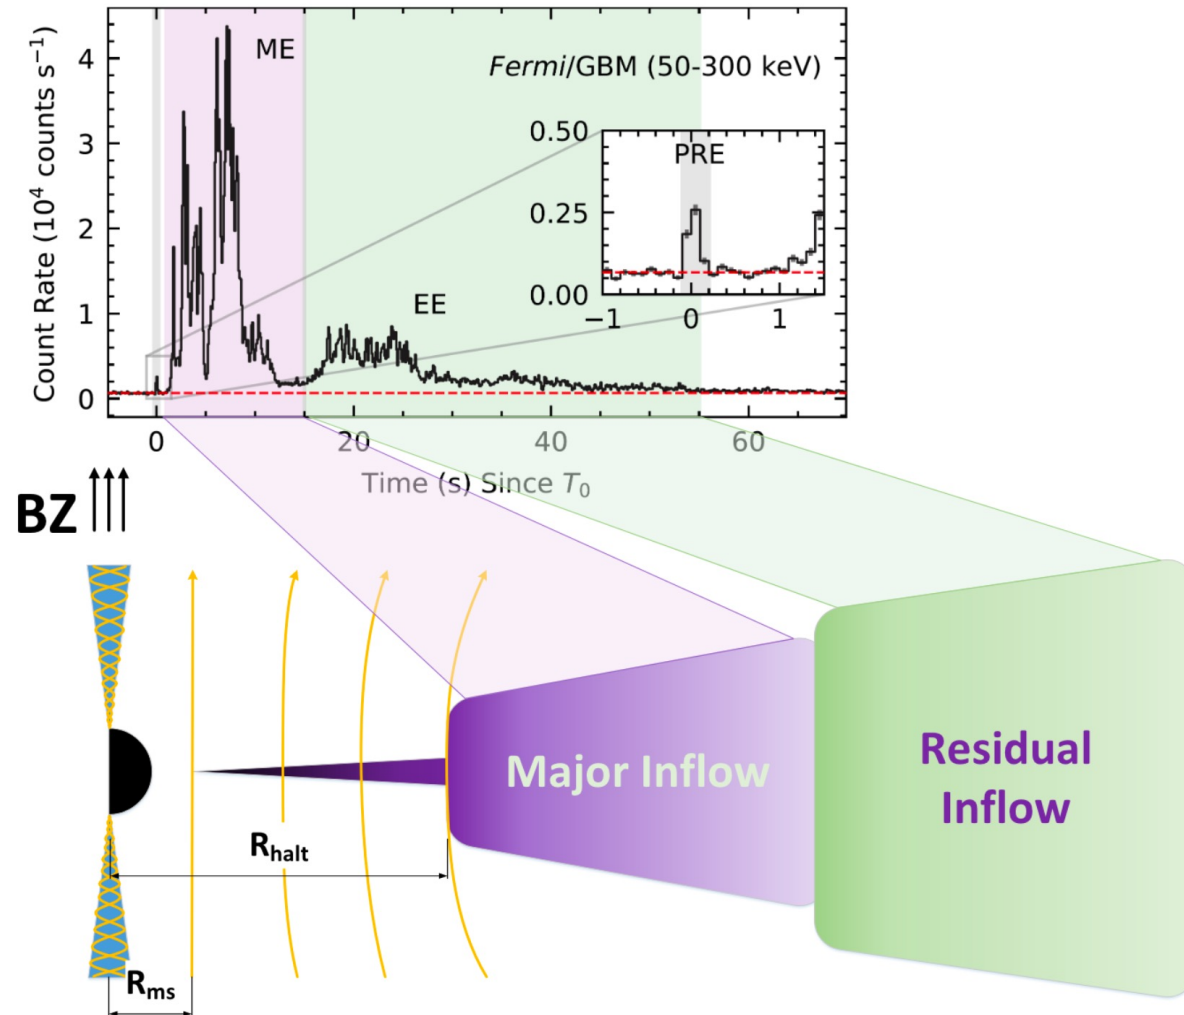 ME
Fermi/GBM (50-300 keV)
PRE
0.50
0.25
0.00
−1 0 1
EE
Count Rate (10⁴ counts s⁻¹)
4
3
2
1
0
0 20 40 60
Time (s) Since T₀
BZ
Major Inflow
Residual
Inflow
R_halt
R_ms